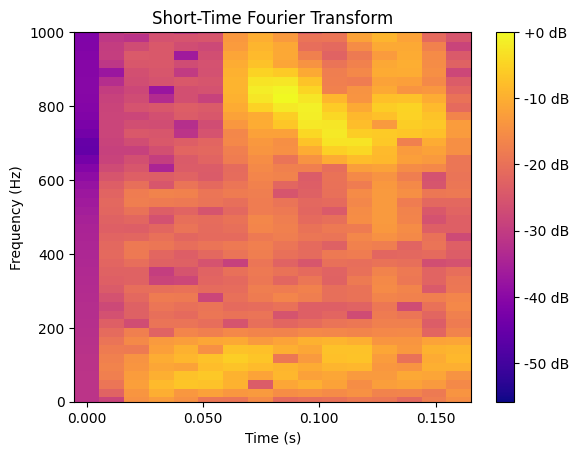 Short-Time Fourier Transform
Frequency (Hz)
1000
800
600
400
200
0
0.000
0.050
0.100
0.150
Time (s)
+0 dB
-10 dB
-20 dB
-30 dB
-40 dB
-50 dB